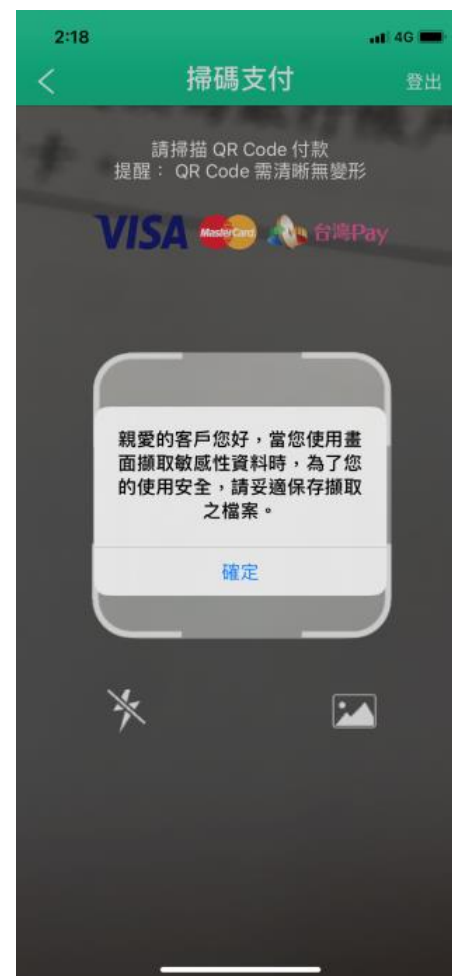 2:18
4G
掃碼支付
登出
請掃描 QR Code 付款
提醒： QR Code 需清晰無變形
VISA MasterCard 台灣Pay
親愛的客戶您好，當您使用畫
面擷取敏感性資料時，為了您
的使用安全，請妥適保存擷取
之檔案。
確定